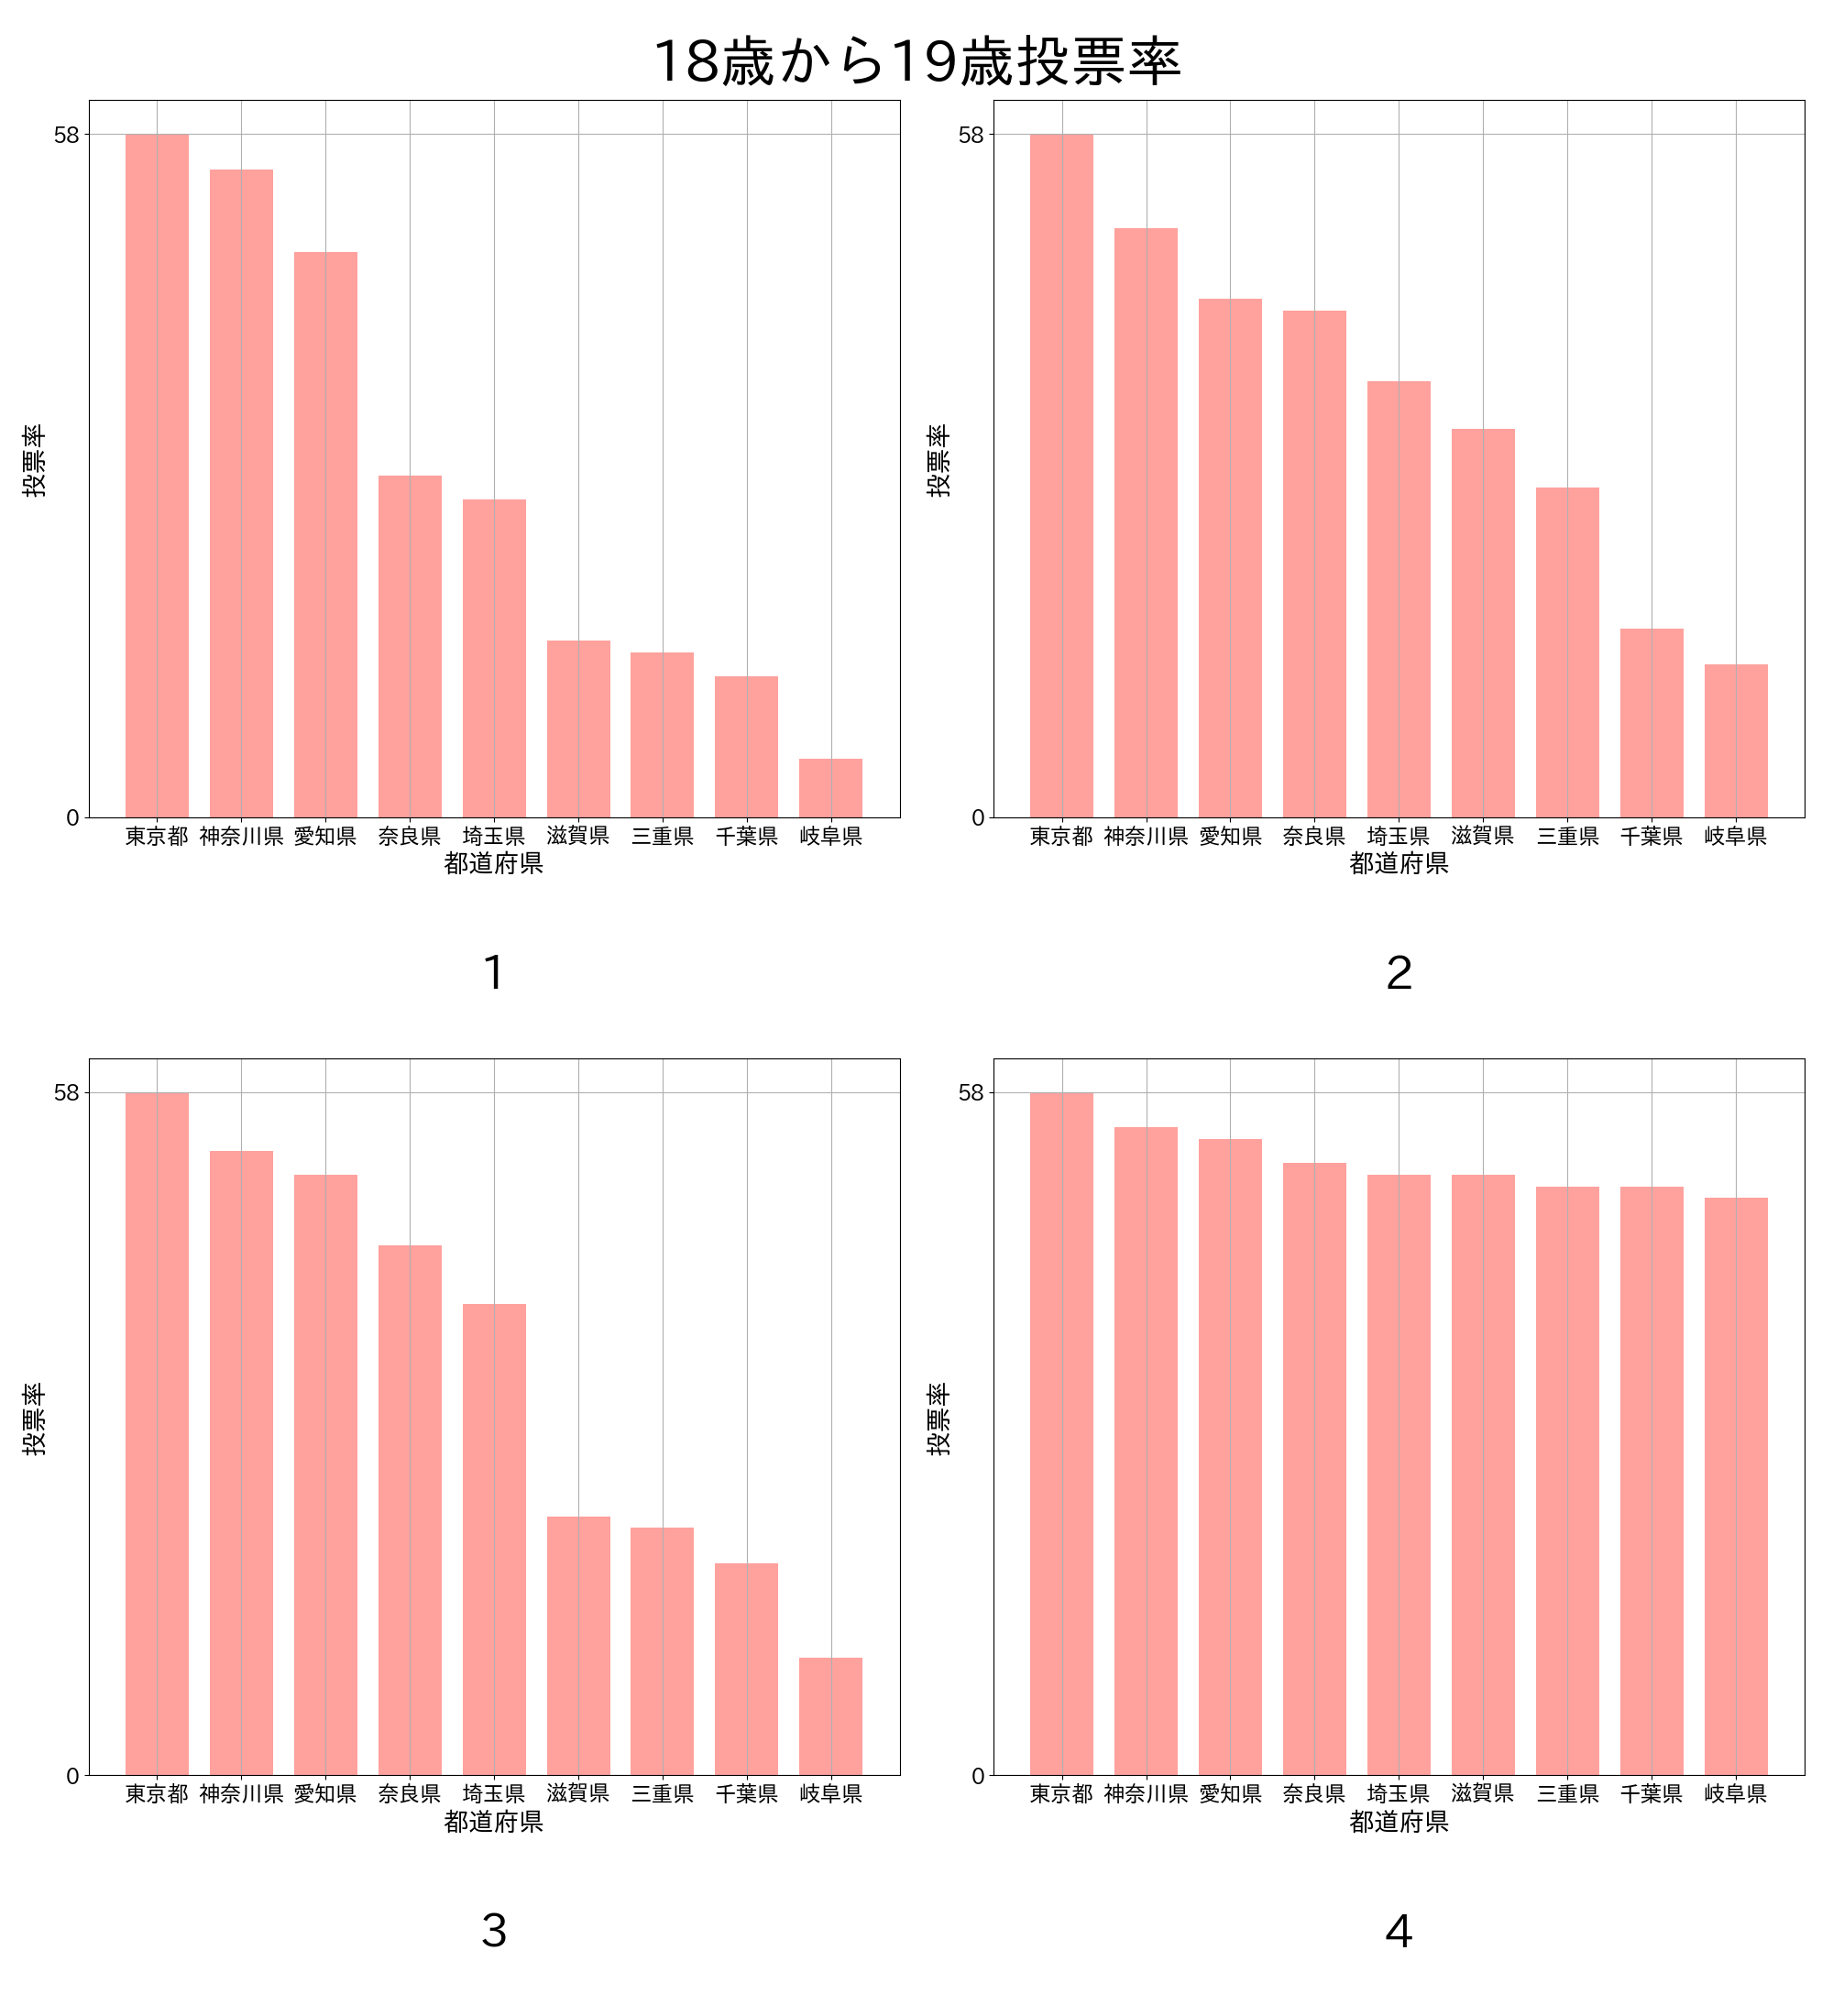 18歳から19歳投票率
58
0
投票率
東京都 神奈川県 愛知県 奈良県 埼玉県 滋賀県 三重県 千葉県 岐阜県
都道府県
1
58
0
投票率
東京都 神奈川県 愛知県 奈良県 埼玉県 滋賀県 三重県 千葉県 岐阜県
都道府県
2
58
0
投票率
東京都 神奈川県 愛知県 奈良県 埼玉県 滋賀県 三重県 千葉県 岐阜県
都道府県
3
58
0
投票率
東京都 神奈川県 愛知県 奈良県 埼玉県 滋賀県 三重県 千葉県 岐阜県
都道府県
4